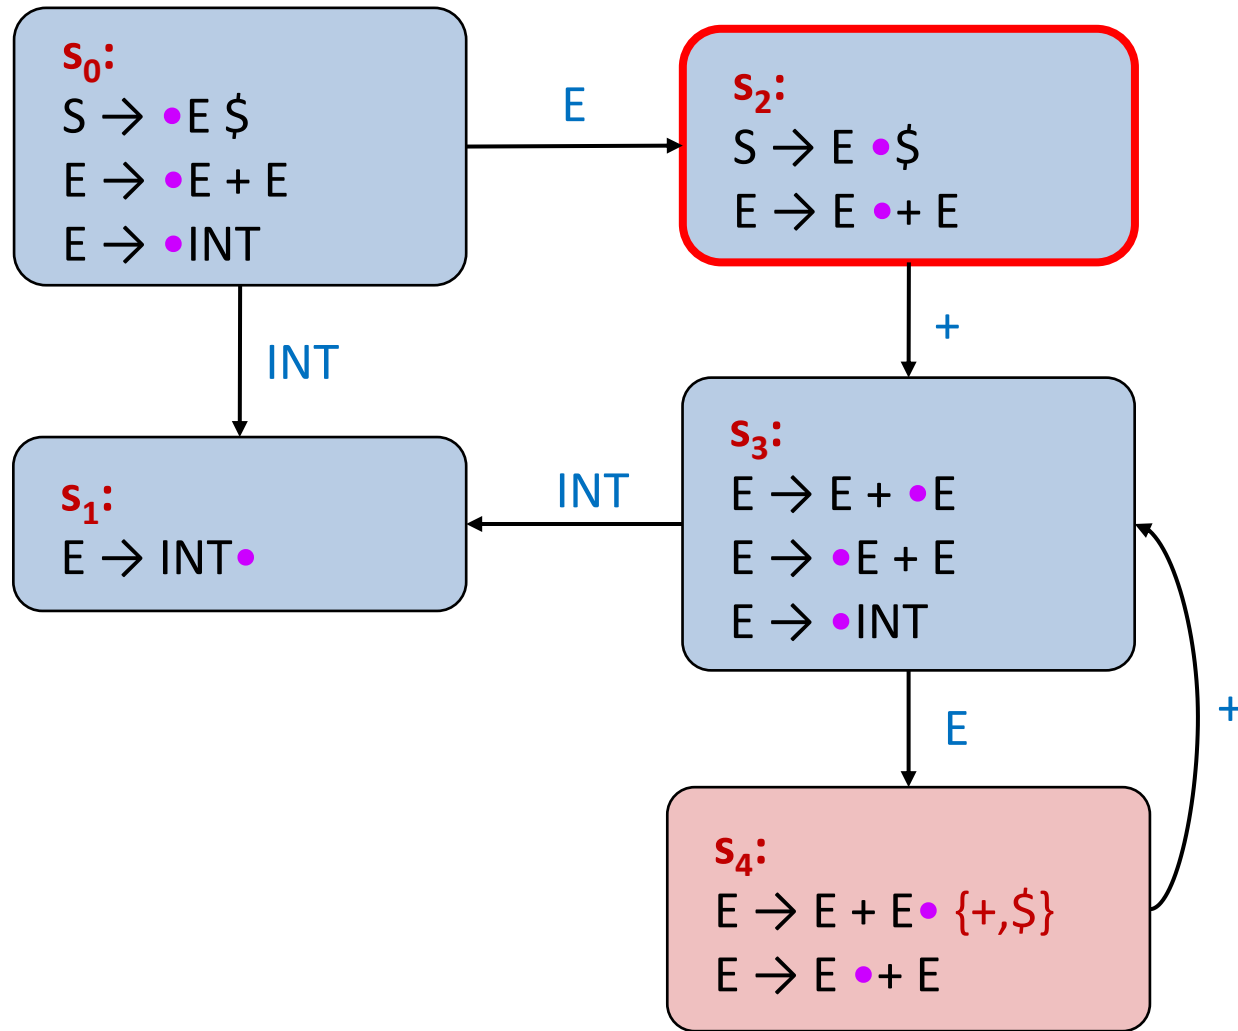 s₀:
S → •E $
E → •E + E
E → •INT
E
s₂:
S → E •$
E → E •+ E
INT
+
s₁:
E → INT•
INT
s₃:
E → E + •E
E → •E + E
E → •INT
E
+
s₄:
E → E + E• {+,$}
E → E •+ E